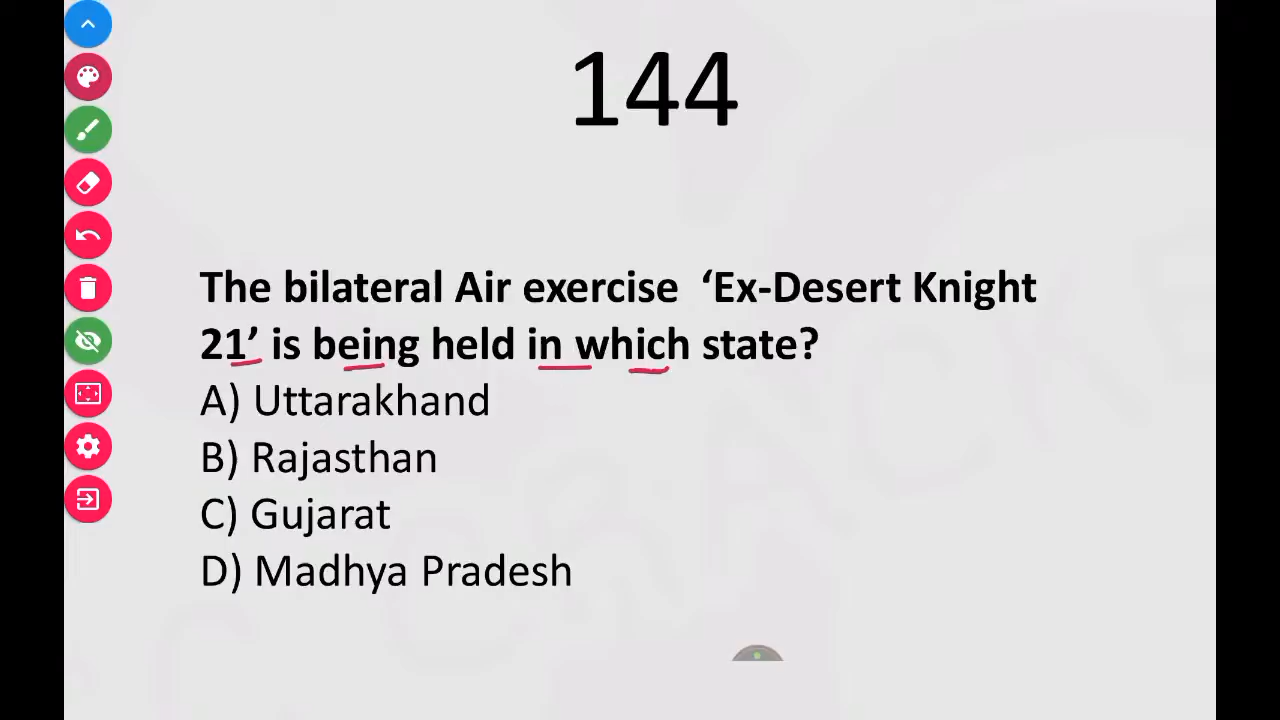 144
The bilateral Air exercise ‘Ex-Desert Knight
21’ is being held in which state?
A) Uttarakhand
B) Rajasthan
C) Gujarat
D) Madhya Pradesh